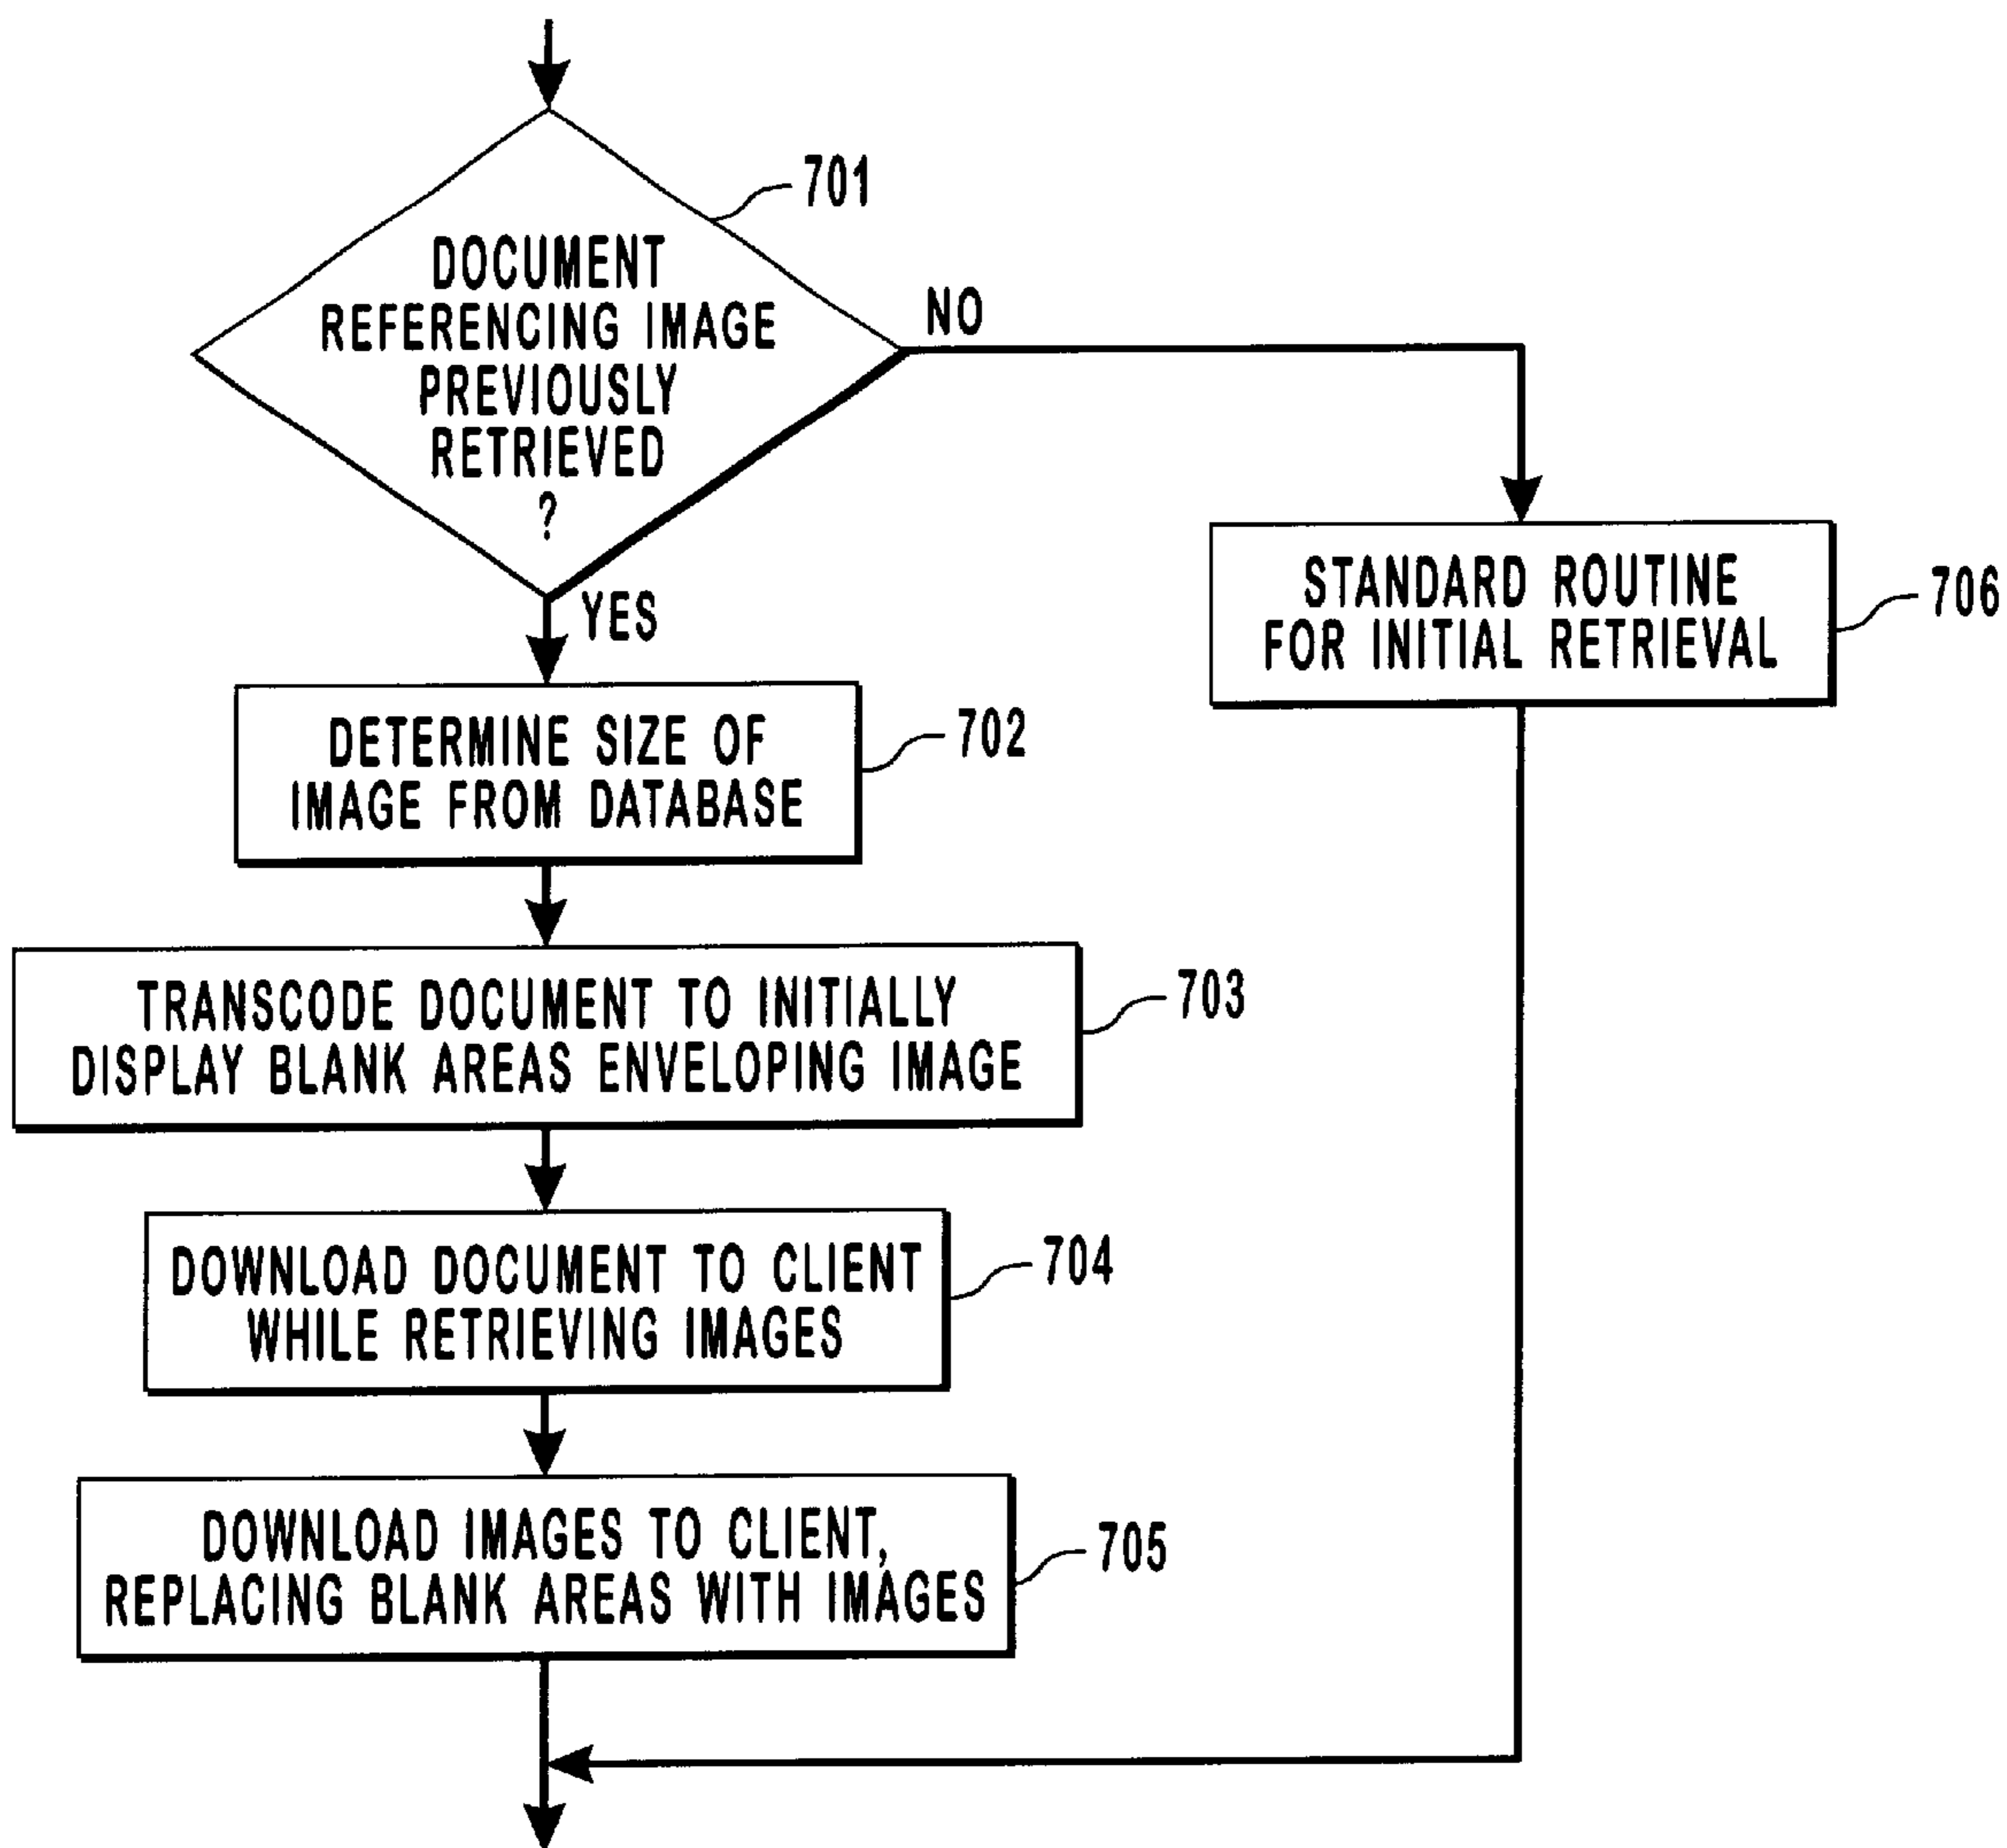 701
DOCUMENT
REFERENCING IMAGE
PREVIOUSLY
RETRIEVED
?
NO
YES
STANDARD ROUTINE
FOR INITIAL RETRIEVAL
706
DETERMINE SIZE OF
IMAGE FROM DATABASE
702
TRANSCODE DOCUMENT TO INITIALLY
DISPLAY BLANK AREAS ENVELOPING IMAGE
703
DOWNLOAD DOCUMENT TO CLIENT
WHILE RETRIEVING IMAGES
704
DOWNLOAD IMAGES TO CLIENT,
REPLACING BLANK AREAS WITH IMAGES
705